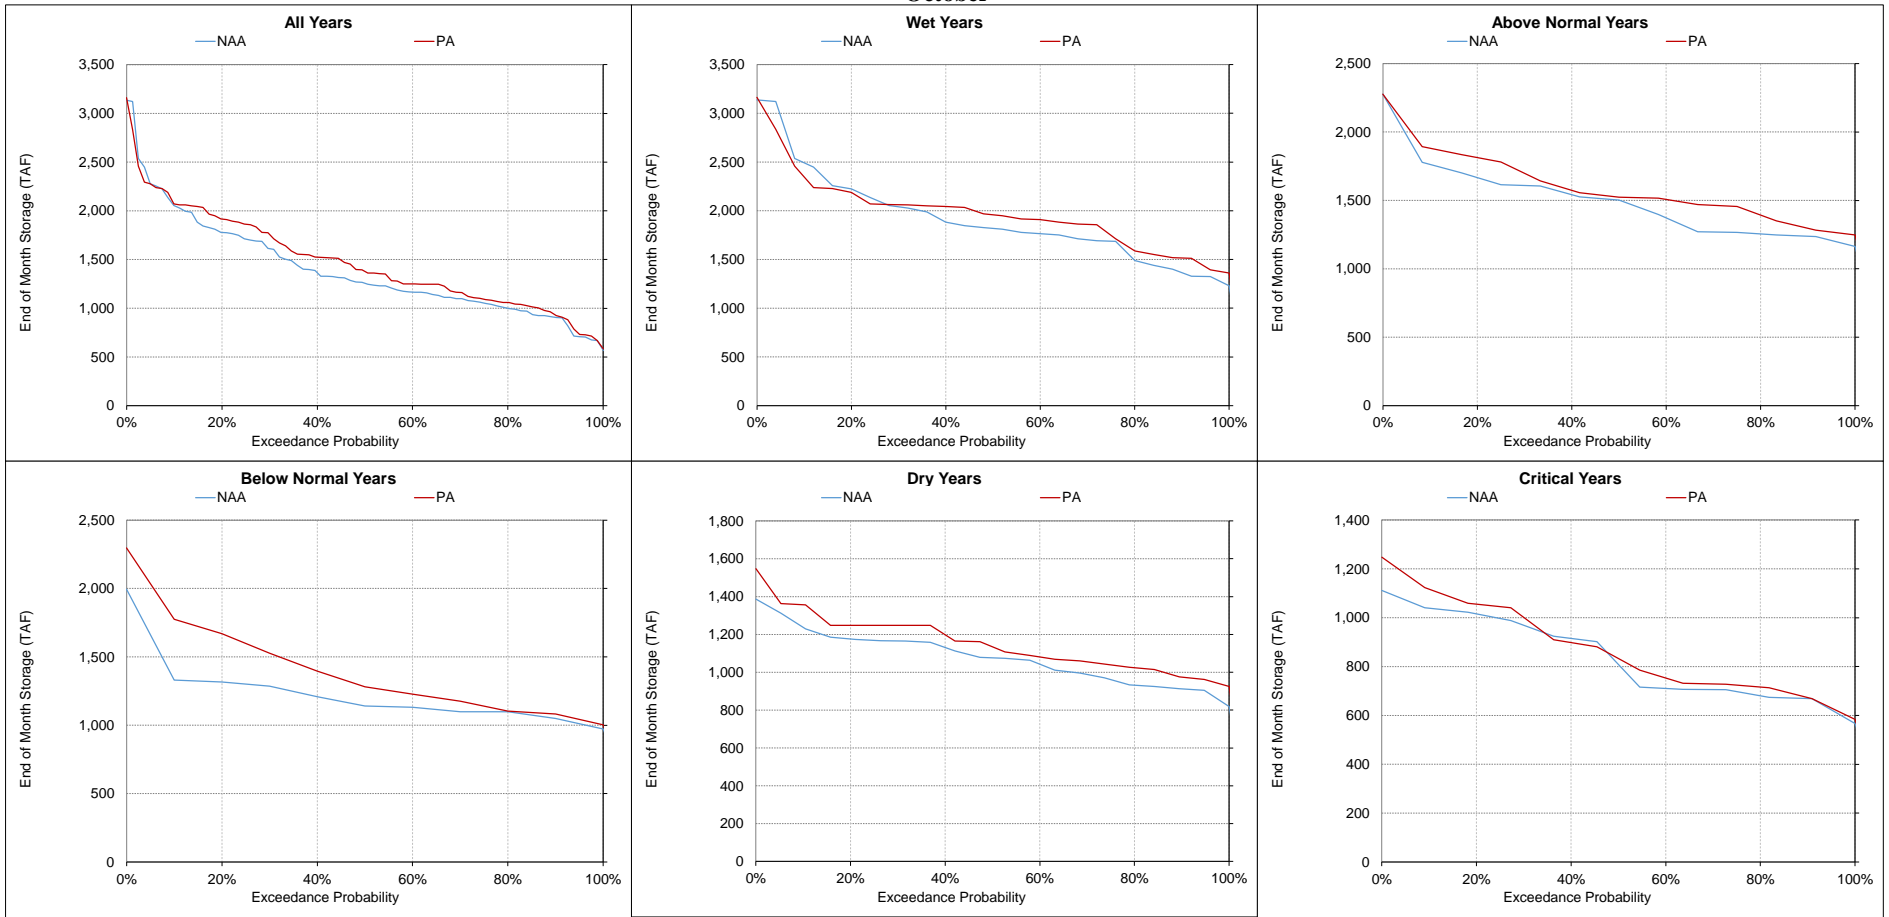 October
All Years
NAA PA
End of Month Storage (TAF)
3,500
3,000
2,500
2,000
1,500
1,000
500
0
0% 20% 40% 60% 80% 100%
Exceedance Probability
Wet Years
NAA PA
End of Month Storage (TAF)
3,500
3,000
2,500
2,000
1,500
1,000
500
0
0% 20% 40% 60% 80% 100%
Exceedance Probability
Above Normal Years
NAA PA
End of Month Storage (TAF)
2,500
2,000
1,500
1,000
500
0
0% 20% 40% 60% 80% 100%
Exceedance Probability
Below Normal Years
NAA PA
End of Month Storage (TAF)
2,500
2,000
1,500
1,000
500
0
0% 20% 40% 60% 80% 100%
Exceedance Probability
Dry Years
NAA PA
End of Month Storage (TAF)
1,800
1,600
1,400
1,200
1,000
800
600
400
200
0
0% 20% 40% 60% 80% 100%
Exceedance Probability
Critical Years
NAA PA
End of Month Storage (TAF)
1,400
1,200
1,000
800
600
400
200
0
0% 20% 40% 60% 80% 100%
Exceedance Probability